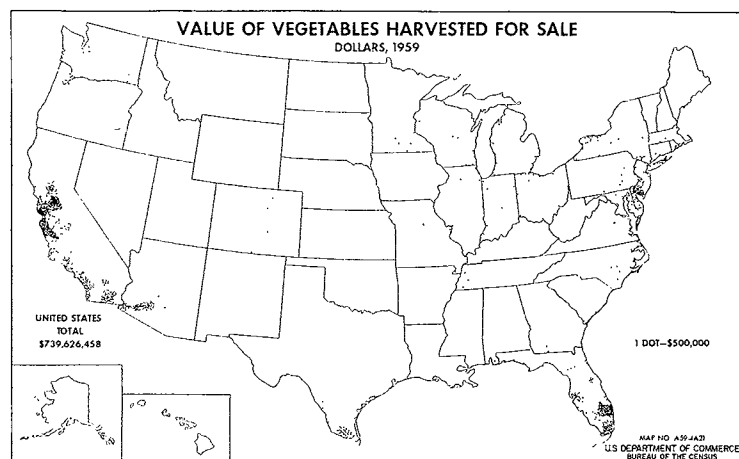 VALUE OF VEGETABLES HARVESTED FOR SALE
DOLLARS, 1959
UNITED STATES
TOTAL
$739,626,458
1 DOT—$500,000
MAP NO. A59-IA21
U.S. DEPARTMENT OF COMMERCE
BUREAU OF THE CENSUS